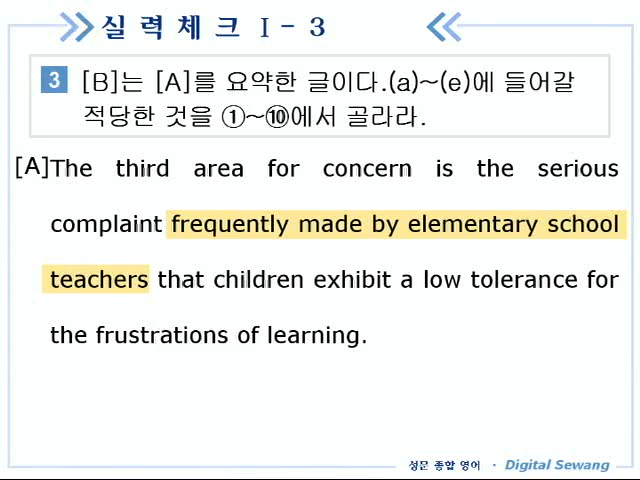 실 력 체 크 Ⅰ - 3
3 [B]는 [A]를 요약한 글이다.(a)~(e)에 들어갈
적당한 것을 ①~⑩에서 골라라.
[A]The third area for concern is the serious
complaint frequently made by elementary school
teachers that children exhibit a low tolerance for
the frustrations of learning.
성문 종합 영어 · Digital Sewang